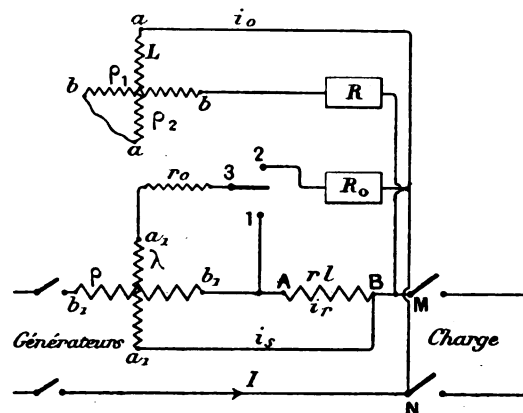 a i₀
L
b ρ₁ b R
ρ₂
a
2
r₀ 3 R₀
1
a₁
ρ λ b₁ A r l B
b₁ i_r M
Générateurs a₁ i_s Charge
I
N